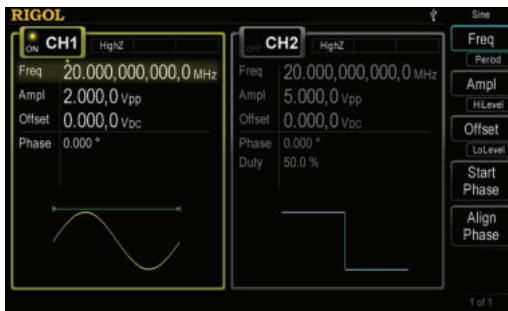 RIGOL
Sine
ON CH1 HighZ
Freq 20.000,000,000,0 MHz
Ampl 2.000,0 Vpp
Offset 0.000,0 VDC
Phase 0.000 °
OFF CH2 HighZ
Freq 20.000,000,000,0 MHz
Ampl 5.000,0 Vpp
Offset 0.000,0 VDC
Phase 0.000 °
Duty 50.0 %
Freq
Period
Ampl
HiLevel
Offset
LoLevel
Start
Phase
Align
Phase
1 of 1